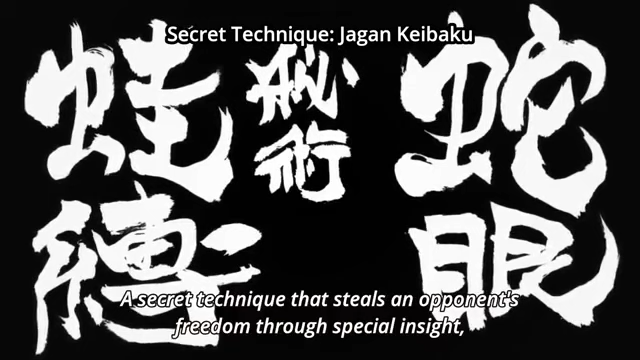 Secret Technique: Jagan Keibaku
蛇眼
秘術
蛙縛
A secret technique that steals an opponent's
freedom through special insight,